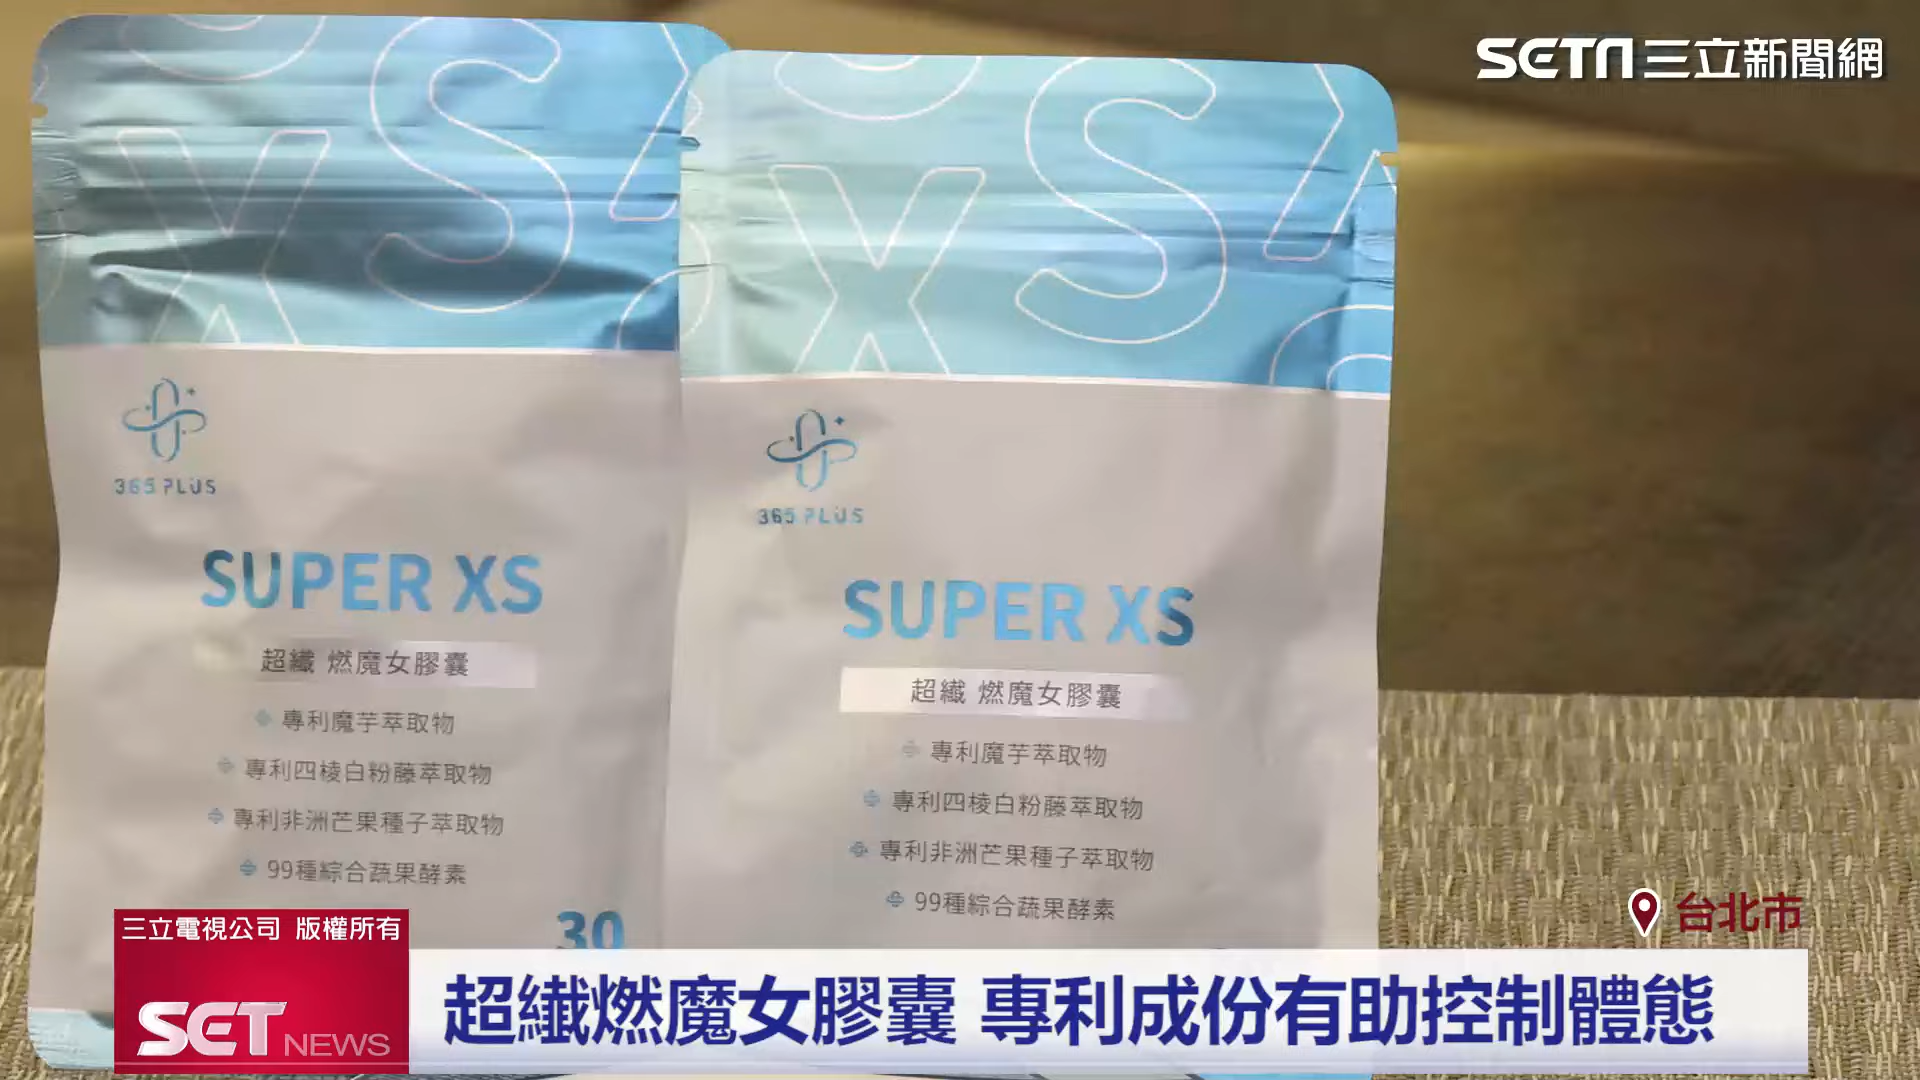 SETN三立新聞網
XS
XS
365 PLUS
SUPER XS
超纖 燃魔女膠囊
專利魔芋萃取物
專利四棱白粉藤萃取物
專利非洲芒果種子萃取物
99種綜合蔬果酵素
30
365 PLUS
SUPER XS
超纖 燃魔女膠囊
專利魔芋萃取物
專利四棱白粉藤萃取物
專利非洲芒果種子萃取物
99種綜合蔬果酵素
台北市
三立電視公司 版權所有
SET NEWS
超纖燃魔女膠囊 專利成份有助控制體態